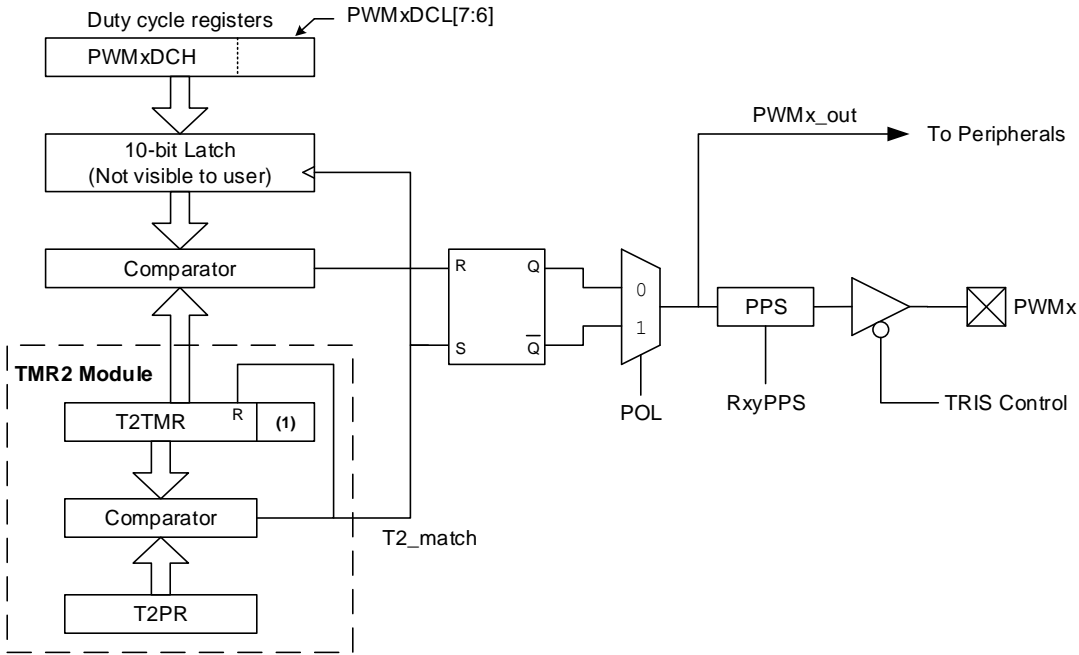 Duty cycle registers
PWMxDCL[7:6]
PWMxDCH
10-bit Latch
(Not visible to user)
Comparator
PWMx_out
To Peripherals
R
Q
S
Q̅
0
1
POL
PPS
RxyPPS
PWMx
TRIS Control
TMR2 Module
T2TMR
R
(1)
Comparator
T2_match
T2PR